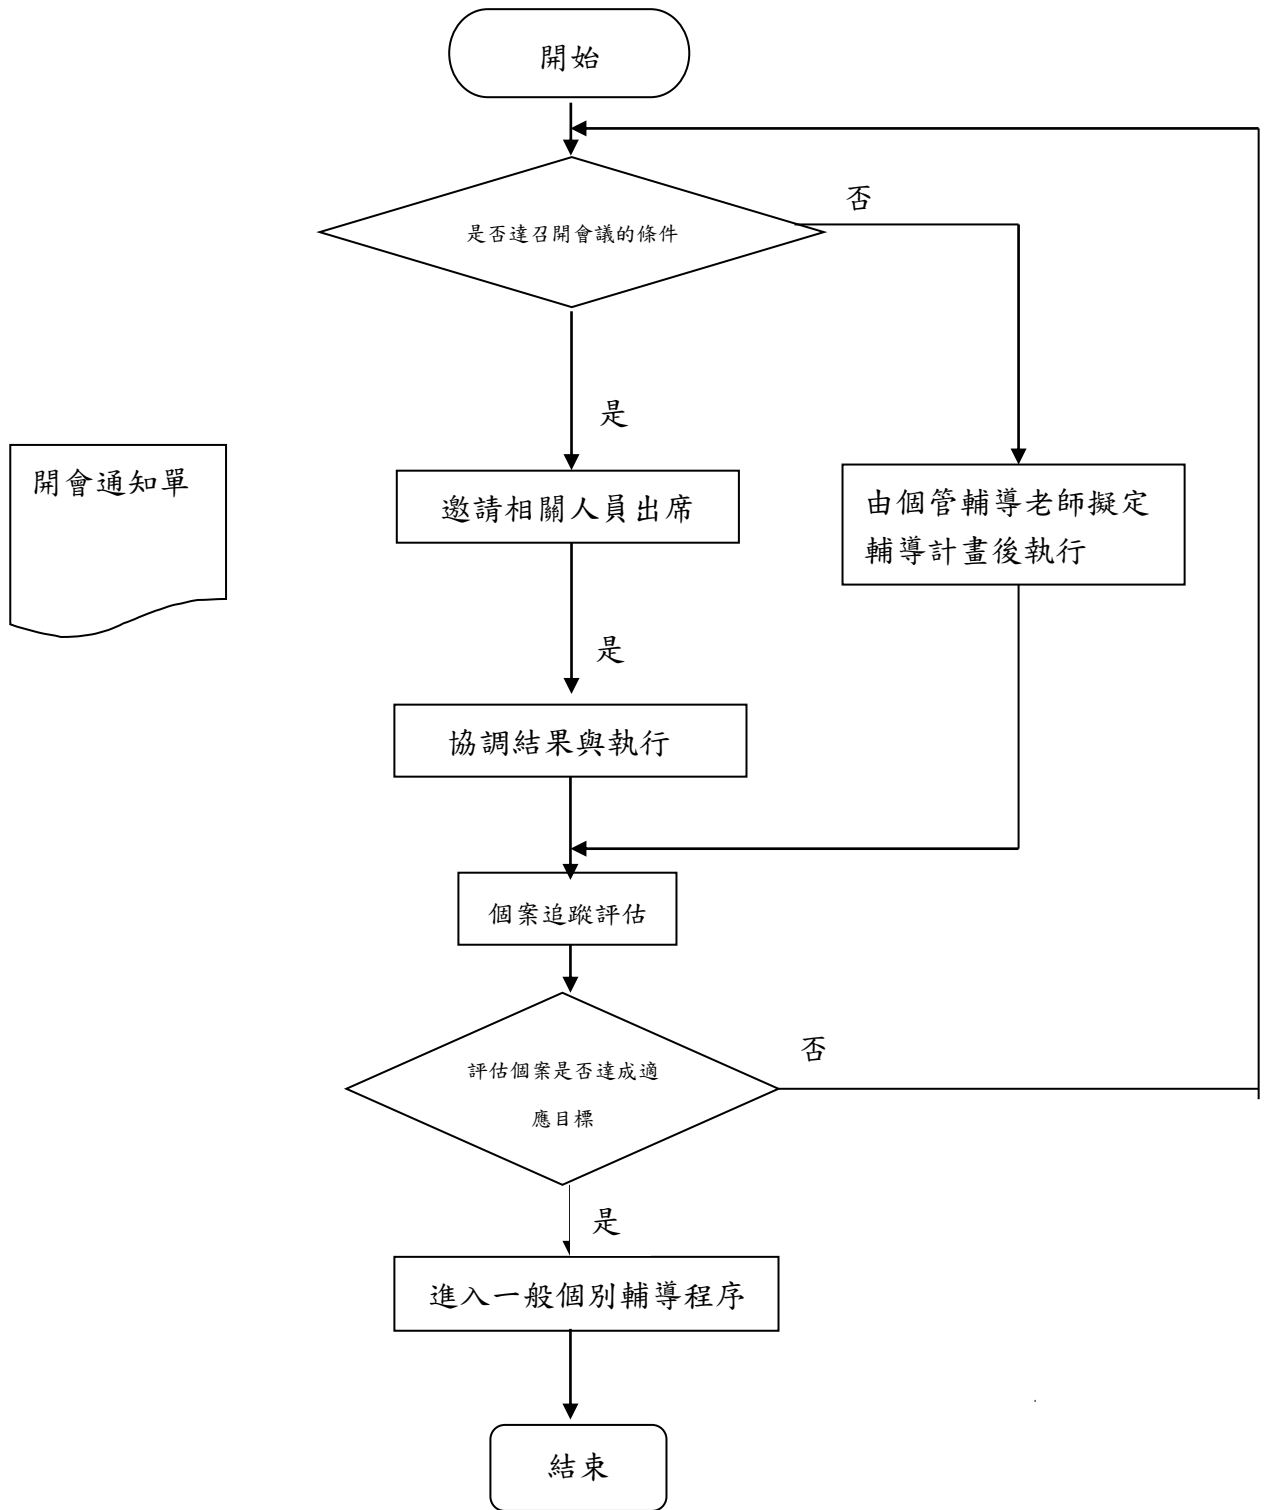 開始
否
是否達召開會議的條件
是
開會通知單
邀請相關人員出席
由個管輔導老師擬定
輔導計畫後執行
是
協調結果與執行
個案追蹤評估
否
評估個案是否達成適
應目標
是
進入一般個別輔導程序
結束